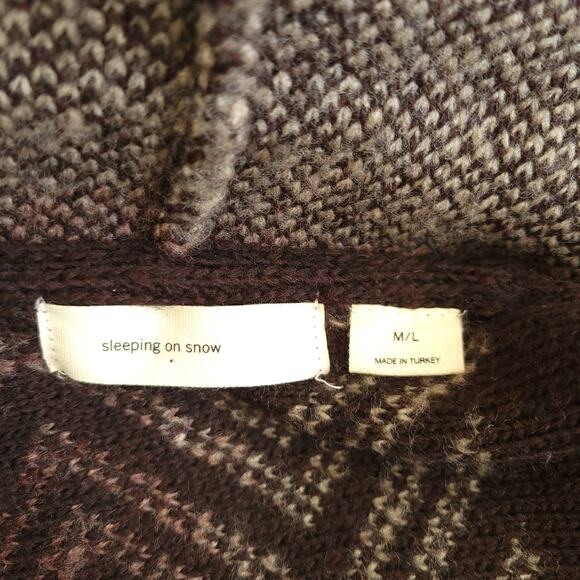 sleeping on snow
M/L
MADE IN TURKEY